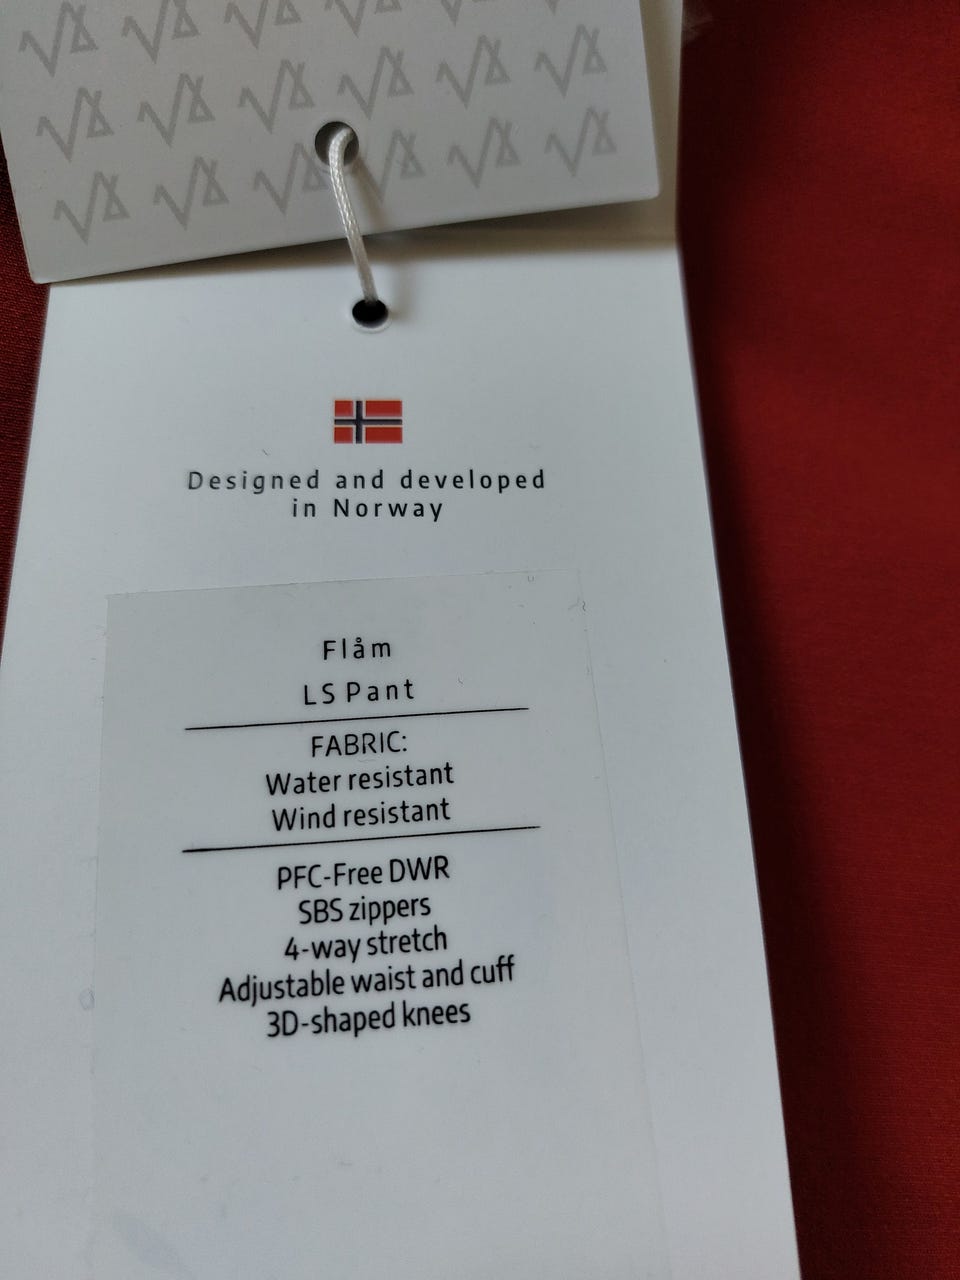 Designed and developed
in Norway
Flåm
LS Pant
FABRIC:
Water resistant
Wind resistant
PFC-Free DWR
SBS zippers
4-way stretch
Adjustable waist and cuff
3D-shaped knees